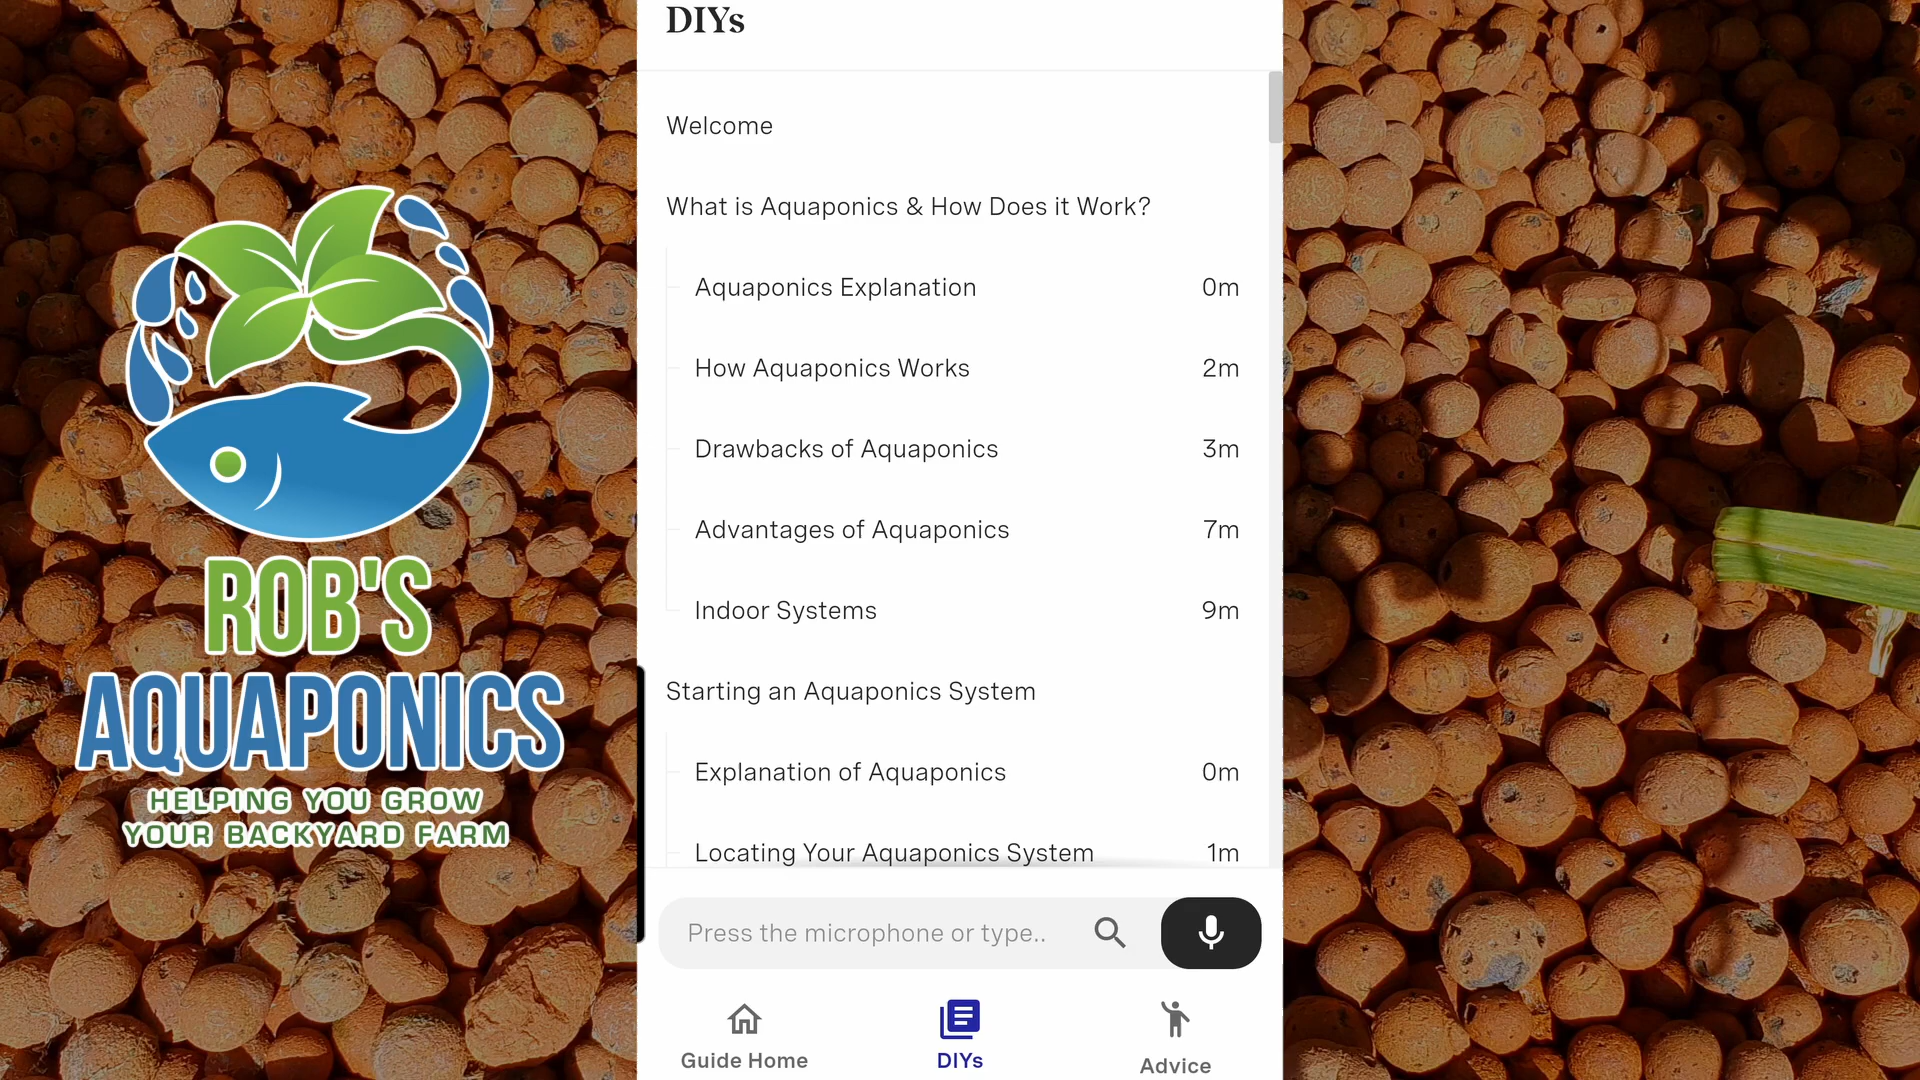 ROB'S
AQUAPONICS
HELPING YOU GROW
YOUR BACKYARD FARM
DIYs
Welcome
What is Aquaponics & How Does it Work?
Aquaponics Explanation 0m
How Aquaponics Works 2m
Drawbacks of Aquaponics 3m
Advantages of Aquaponics 7m
Indoor Systems 9m
Starting an Aquaponics System
Explanation of Aquaponics 0m
Locating Your Aquaponics System 1m
Press the microphone or type..
Guide Home
DIYs
Advice